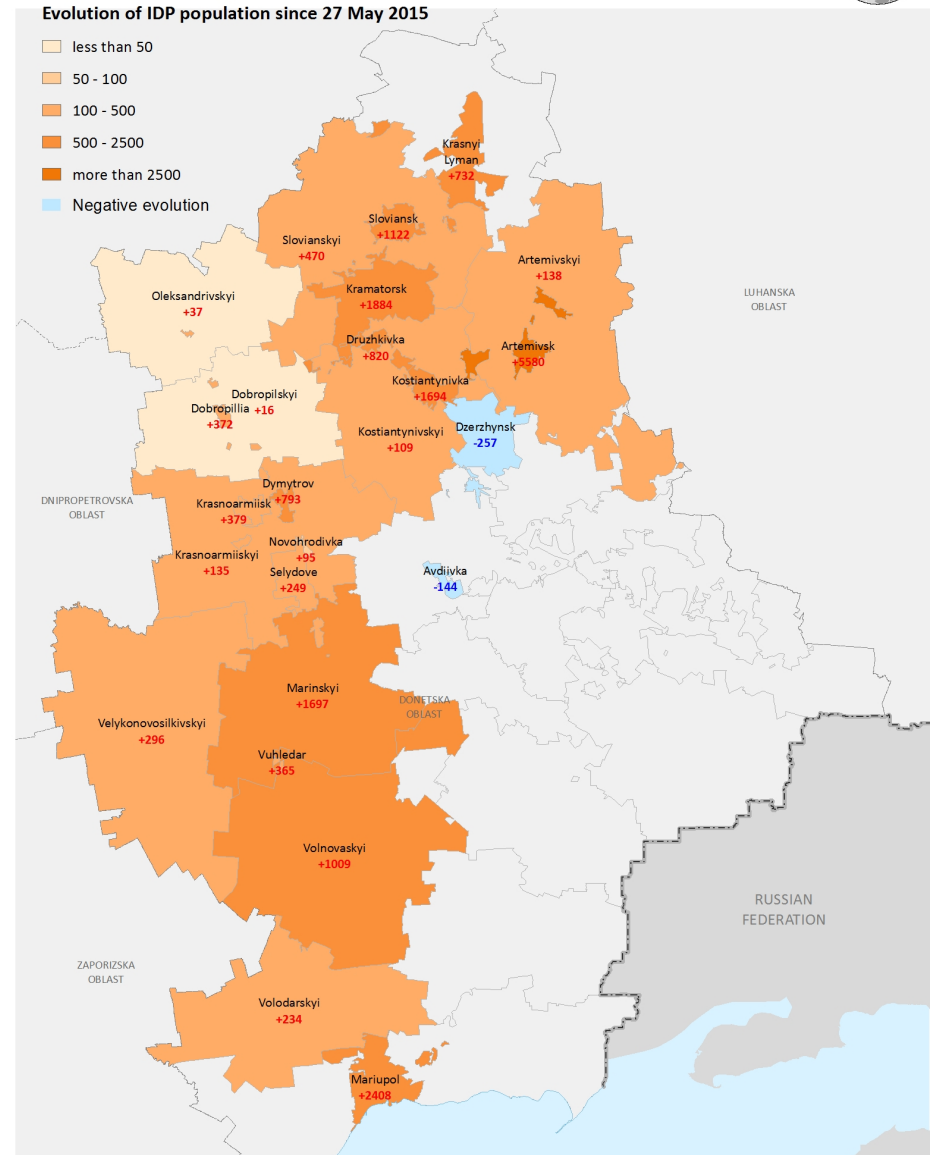 Evolution of IDP population since 27 May 2015
less than 50
50 - 100
100 - 500
500 - 2500
more than 2500
Negative evolution
Krasnyi
Lyman
+732
Sloviansk
+1122
Slovianskyi
+470
Artemivskyi
+138
Oleksandrivskyi
+37
Kramatorsk
+1884
LUHANSKA
OBLAST
Druzhkivka
+820
Artemivsk
+5580
Kostiantynivka
+1694
Dobropilskyi
+16
Dobropillia
+372
Kostiantynivskyi
+109
Dzerzhynsk
-257
Dymytrov
+793
DNIPROPETROVSKA
OBLAST
Krasnoarmiisk
+379
Novohrodivka
+95
Krasnoarmiiskyi
+135
Selydove
+249
Avdiivka
-144
Marinskyi
+1697
DONETSKA
OBLAST
Velykonovosilkivskyi
+296
Vuhledar
+365
Volnovaskyi
+1009
RUSSIAN
FEDERATION
ZAPORIZSKA
OBLAST
Volodarskyi
+234
Mariupol
+2408